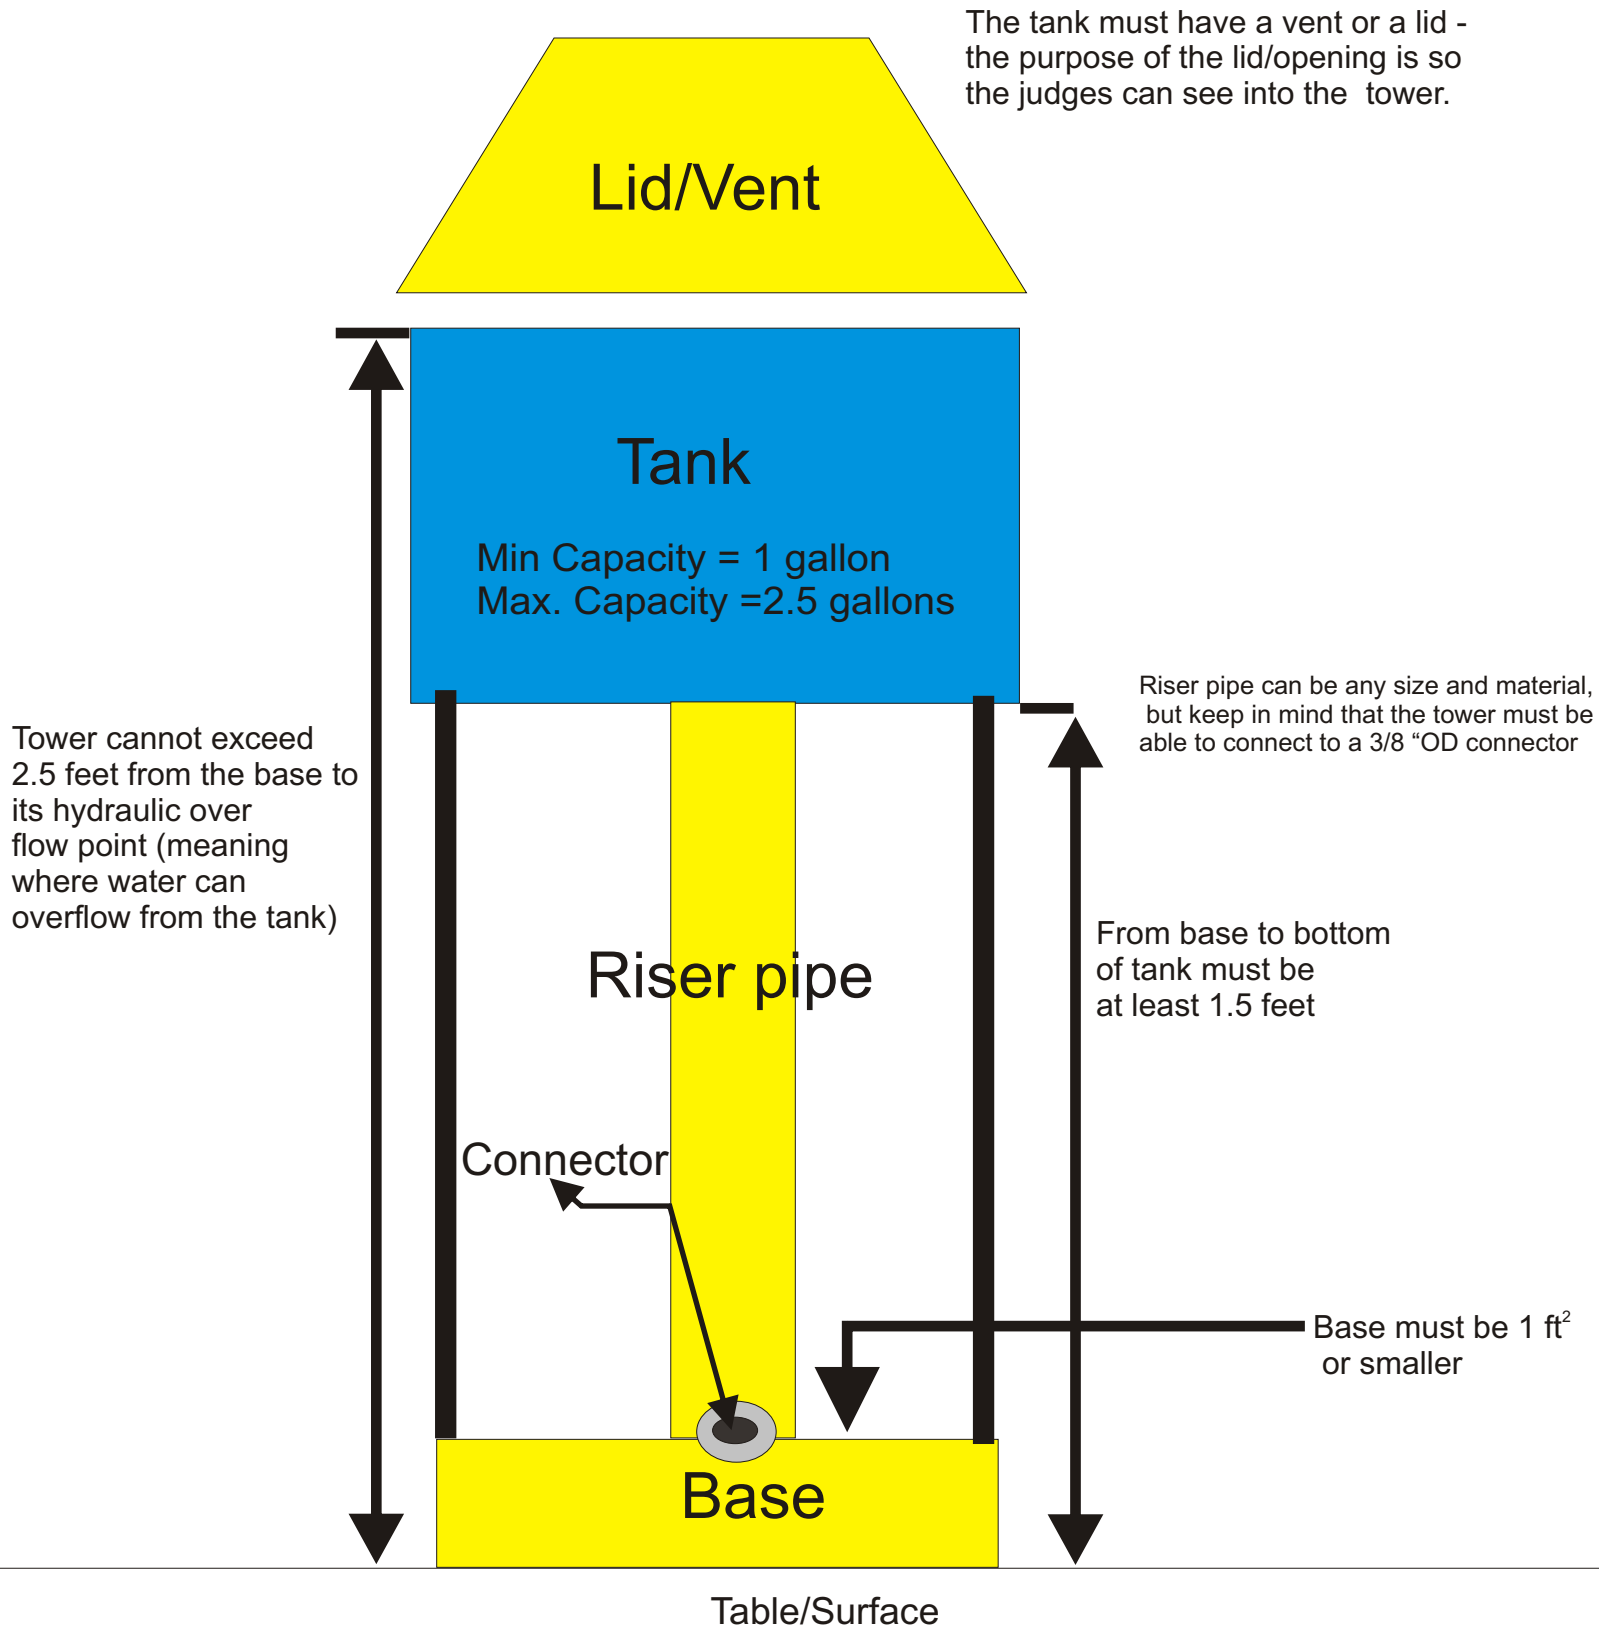 The tank must have a vent or a lid -
the purpose of the lid/opening is so
the judges can see into the tower.
Lid/Vent
Tank
Min Capacity = 1 gallon
Max. Capacity =2.5 gallons
Riser pipe can be any size and material,
but keep in mind that the tower must be
able to connect to a 3/8 “OD connector
Tower cannot exceed
2.5 feet from the base to
its hydraulic over
flow point (meaning
where water can
overflow from the tank)
From base to bottom
of tank must be
at least 1.5 feet
Riser pipe
Connector
Base must be 1 ft²
or smaller
Base
Table/Surface